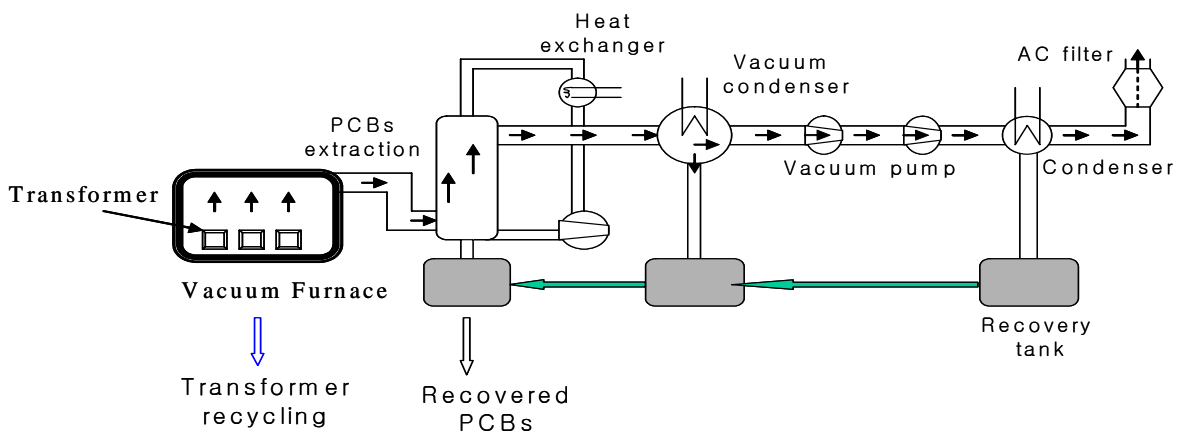 Heat
exchanger
Vacuum
condenser
AC filter
PCBs
extraction
Vacuum pump
Condenser
Transformer
Vacuum Furnace
Recovery
tank
Transformer
recycling
Recovered
PCBs